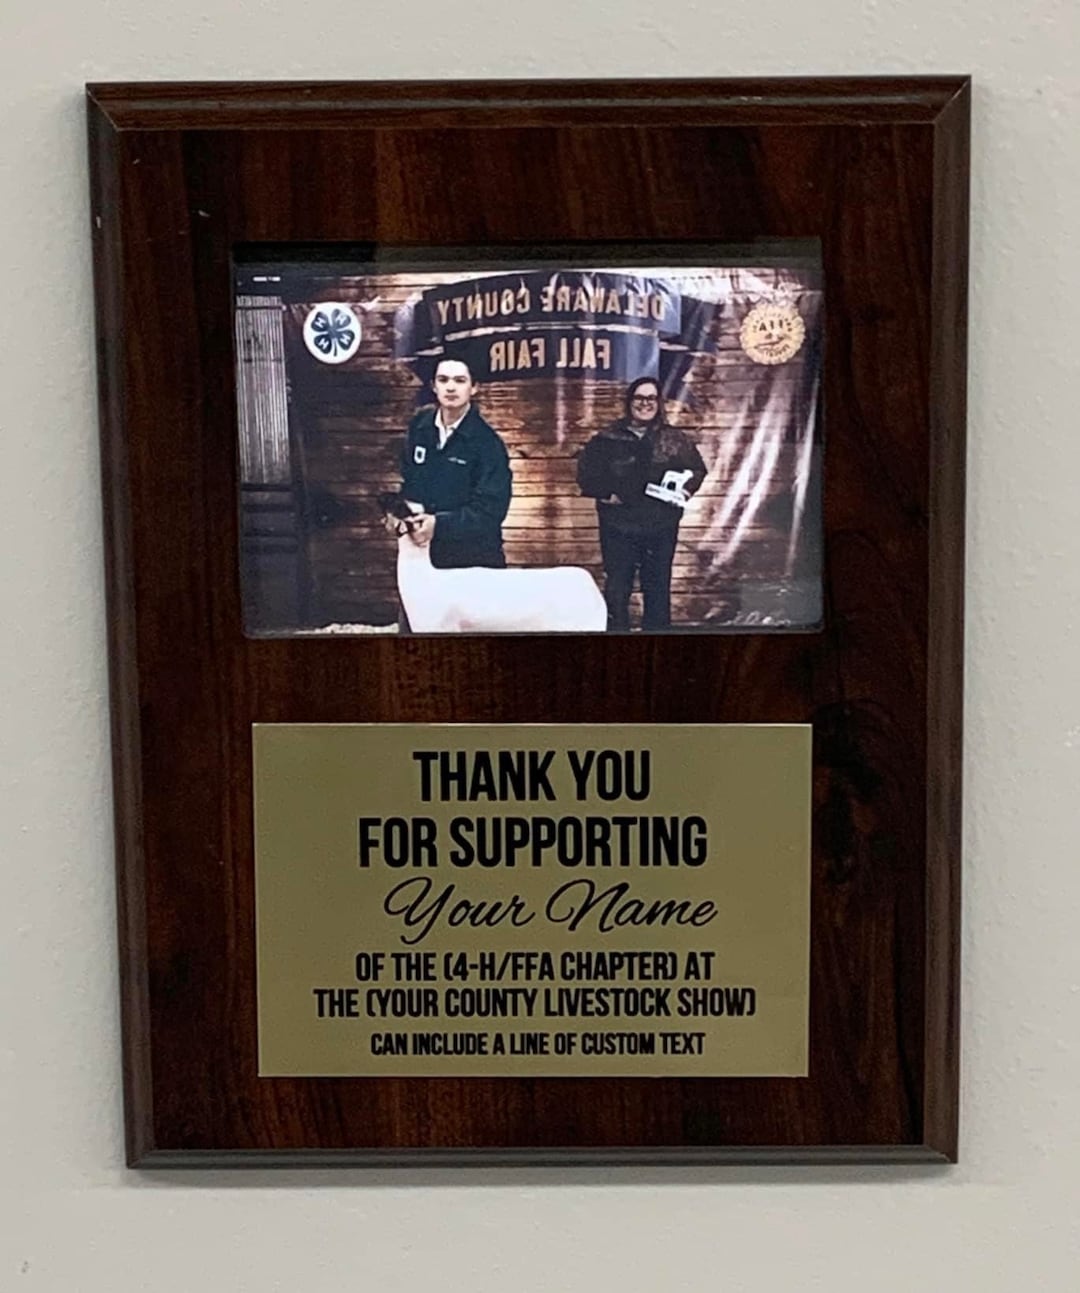 DELAWARE COUNTY
FALL FAIR
H H
H H
THANK YOU
FOR SUPPORTING
Your Name
OF THE (4-H/FFA CHAPTER) AT
THE (YOUR COUNTY LIVESTOCK SHOW)
CAN INCLUDE A LINE OF CUSTOM TEXT